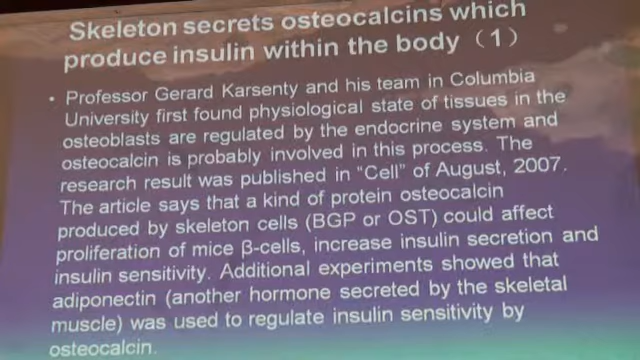 Skeleton secrets osteocalcins which
produce insulin within the body（1）
• Professor Gerard Karsenty and his team in Columbia
University first found physiological state of tissues in the
osteoblasts are regulated by the endocrine system and
osteocalcin is probably involved in this process. The
research result was published in “Cell” of August, 2007.
The article says that a kind of protein osteocalcin
produced by skeleton cells (BGP or OST) could affect
proliferation of mice β-cells, increase insulin secretion and
insulin sensitivity. Additional experiments showed that
adiponectin (another hormone secreted by the skeletal
muscle) was used to regulate insulin sensitivity by
osteocalcin.